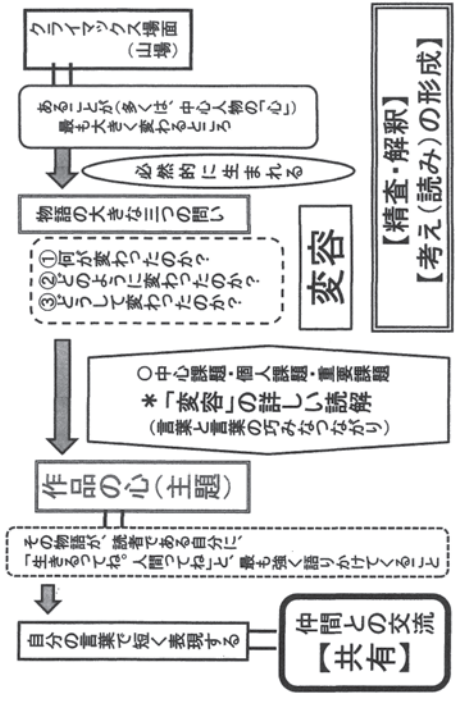 【精査・解釈】
【考え（読み）の形成】
クライマックス場面
（山場）
あることが（多くは、中心人物の「心」）
最も大きく変わるところ
必然的に生まれる
物語の大きな三つの問い
①何が変わったのか？
②どのように変わったのか？
③どうして変わったのか？
変容
○中心課題・個人課題・重要課題
＊「変容」の詳しい読解
（言葉と言葉の巧みなつながり）
作品の心（主題）
その物語が、読者である自分に、
「生きるってね。人間ってね」と、最も強く語りかけてくること
自分の言葉で短く表現する
仲間との交流
【共有】